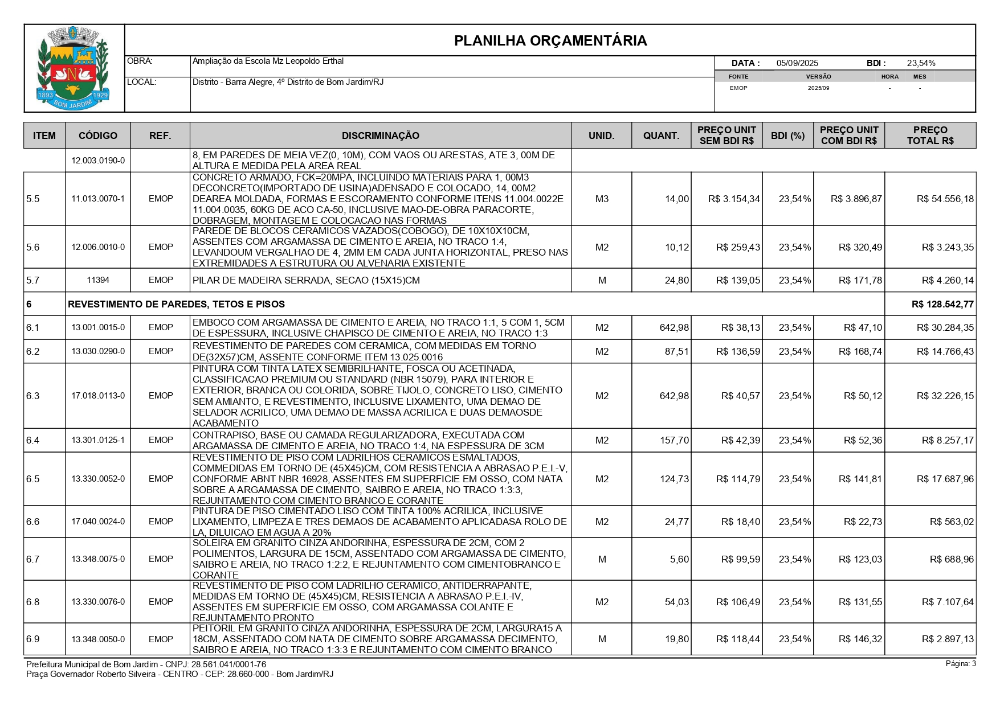 PLANILHA ORÇAMENTÁRIA
OBRA: Ampliação da Escola Mz Leopoldo Erthal
DATA : 05/09/2025 BDI : 23,54%
FONTE VERSÃO HORA MES
LOCAL: Distrito - Barra Alegre, 4º Distrito de Bom Jardim/RJ
EMOP 2025/09 - -
N
1893 1929
BOM JARDIM
ITEM CÓDIGO REF. DISCRIMINAÇÃO UNID. QUANT. PREÇO UNIT SEM BDI R$ BDI (%) PREÇO UNIT COM BDI R$ PREÇO TOTAL R$
12.003.0190-0
8, EM PAREDES DE MEIA VEZ(0, 10M), COM VAOS OU ARESTAS, ATE 3, 00M DE
ALTURA E MEDIDA PELA AREA REAL
5.5 11.013.0070-1 EMOP
CONCRETO ARMADO, FCK=20MPA, INCLUINDO MATERIAIS PARA 1, 00M3
DECONCRETO(IMPORTADO DE USINA)ADENSADO E COLOCADO, 14, 00M2
DEAREA MOLDADA, FORMAS E ESCORAMENTO CONFORME ITENS 11.004.0022E
11.004.0035, 60KG DE ACO CA-50, INCLUSIVE MAO-DE-OBRA PARACORTE,
DOBRAGEM, MONTAGEM E COLOCACAO NAS FORMAS
M3 14,00 R$ 3.154,34 23,54% R$ 3.896,87 R$ 54.556,18
5.6 12.006.0010-0 EMOP
PAREDE DE BLOCOS CERAMICOS VAZADOS(COBOGO), DE 10X10X10CM,
ASSENTES COM ARGAMASSA DE CIMENTO E AREIA, NO TRACO 1:4,
LEVANDOUM VERGALHAO DE 4, 2MM EM CADA JUNTA HORIZONTAL, PRESO NAS
EXTREMIDADES A ESTRUTURA OU ALVENARIA EXISTENTE
M2 10,12 R$ 259,43 23,54% R$ 320,49 R$ 3.243,35
5.7 11394 EMOP PILAR DE MADEIRA SERRADA, SECAO (15X15)CM M 24,80 R$ 139,05 23,54% R$ 171,78 R$ 4.260,14
6 REVESTIMENTO DE PAREDES, TETOS E PISOS R$ 128.542,77
6.1 13.001.0015-0 EMOP
EMBOCO COM ARGAMASSA DE CIMENTO E AREIA, NO TRACO 1:1, 5 COM 1, 5CM
DE ESPESSURA, INCLUSIVE CHAPISCO DE CIMENTO E AREIA, NO TRACO 1:3
M2 642,98 R$ 38,13 23,54% R$ 47,10 R$ 30.284,35
6.2 13.030.0290-0 EMOP
REVESTIMENTO DE PAREDES COM CERAMICA, COM MEDIDAS EM TORNO
DE(32X57)CM, ASSENTE CONFORME ITEM 13.025.0016
M2 87,51 R$ 136,59 23,54% R$ 168,74 R$ 14.766,43
6.3 17.018.0113-0 EMOP
PINTURA COM TINTA LATEX SEMIBRILHANTE, FOSCA OU ACETINADA,
CLASSIFICACAO PREMIUM OU STANDARD (NBR 15079), PARA INTERIOR E
EXTERIOR, BRANCA OU COLORIDA, SOBRE TIJOLO, CONCRETO LISO, CIMENTO
SEM AMIANTO, E REVESTIMENTO, INCLUSIVE LIXAMENTO, UMA DEMAO DE
SELADOR ACRILICO, UMA DEMAO DE MASSA ACRILICA E DUAS DEMAOSDE
ACABAMENTO
M2 642,98 R$ 40,57 23,54% R$ 50,12 R$ 32.226,15
6.4 13.301.0125-1 EMOP
CONTRAPISO, BASE OU CAMADA REGULARIZADORA, EXECUTADA COM
ARGAMASSA DE CIMENTO E AREIA, NO TRACO 1:4, NA ESPESSURA DE 3CM
M2 157,70 R$ 42,39 23,54% R$ 52,36 R$ 8.257,17
6.5 13.330.0052-0 EMOP
REVESTIMENTO DE PISO COM LADRILHOS CERAMICOS ESMALTADOS,
COMMEDIDAS EM TORNO DE (45X45)CM, COM RESISTENCIA A ABRASAO P.E.I.-V,
CONFORME ABNT NBR 16928, ASSENTES EM SUPERFICIE EM OSSO, COM NATA
SOBRE A ARGAMASSA DE CIMENTO, SAIBRO E AREIA, NO TRACO 1:3:3,
REJUNTAMENTO COM CIMENTO BRANCO E CORANTE
M2 124,73 R$ 114,79 23,54% R$ 141,81 R$ 17.687,96
6.6 17.040.0024-0 EMOP
PINTURA DE PISO CIMENTADO LISO COM TINTA 100% ACRILICA, INCLUSIVE
LIXAMENTO, LIMPEZA E TRES DEMAOS DE ACABAMENTO APLICADASA ROLO DE
LA, DILUICAO EM AGUA A 20%
M2 24,77 R$ 18,40 23,54% R$ 22,73 R$ 563,02
6.7 13.348.0075-0 EMOP
SOLEIRA EM GRANITO CINZA ANDORINHA, ESPESSURA DE 2CM, COM 2
POLIMENTOS, LARGURA DE 15CM, ASSENTADO COM ARGAMASSA DE CIMENTO,
SAIBRO E AREIA, NO TRACO 1:2:2, E REJUNTAMENTO COM CIMENTOBRANCO E
CORANTE
M 5,60 R$ 99,59 23,54% R$ 123,03 R$ 688,96
6.8 13.330.0076-0 EMOP
REVESTIMENTO DE PISO COM LADRILHO CERAMICO, ANTIDERRAPANTE,
MEDIDAS EM TORNO DE (45X45)CM, RESISTENCIA A ABRASAO P.E.I.-IV,
ASSENTES EM SUPERFICIE EM OSSO, COM ARGAMASSA COLANTE E
REJUNTAMENTO PRONTO
M2 54,03 R$ 106,49 23,54% R$ 131,55 R$ 7.107,64
6.9 13.348.0050-0 EMOP
PEITORIL EM GRANITO CINZA ANDORINHA, ESPESSURA DE 2CM, LARGURA15 A
18CM, ASSENTADO COM NATA DE CIMENTO SOBRE ARGAMASSA DECIMENTO,
SAIBRO E AREIA, NO TRACO 1:3:3 E REJUNTAMENTO COM CIMENTO BRANCO
M 19,80 R$ 118,44 23,54% R$ 146,32 R$ 2.897,13
Prefeitura Municipal de Bom Jardim - CNPJ: 28.561.041/0001-76
Praça Governador Roberto Silveira - CENTRO - CEP: 28.660-000 - Bom Jardim/RJ
Página: 3